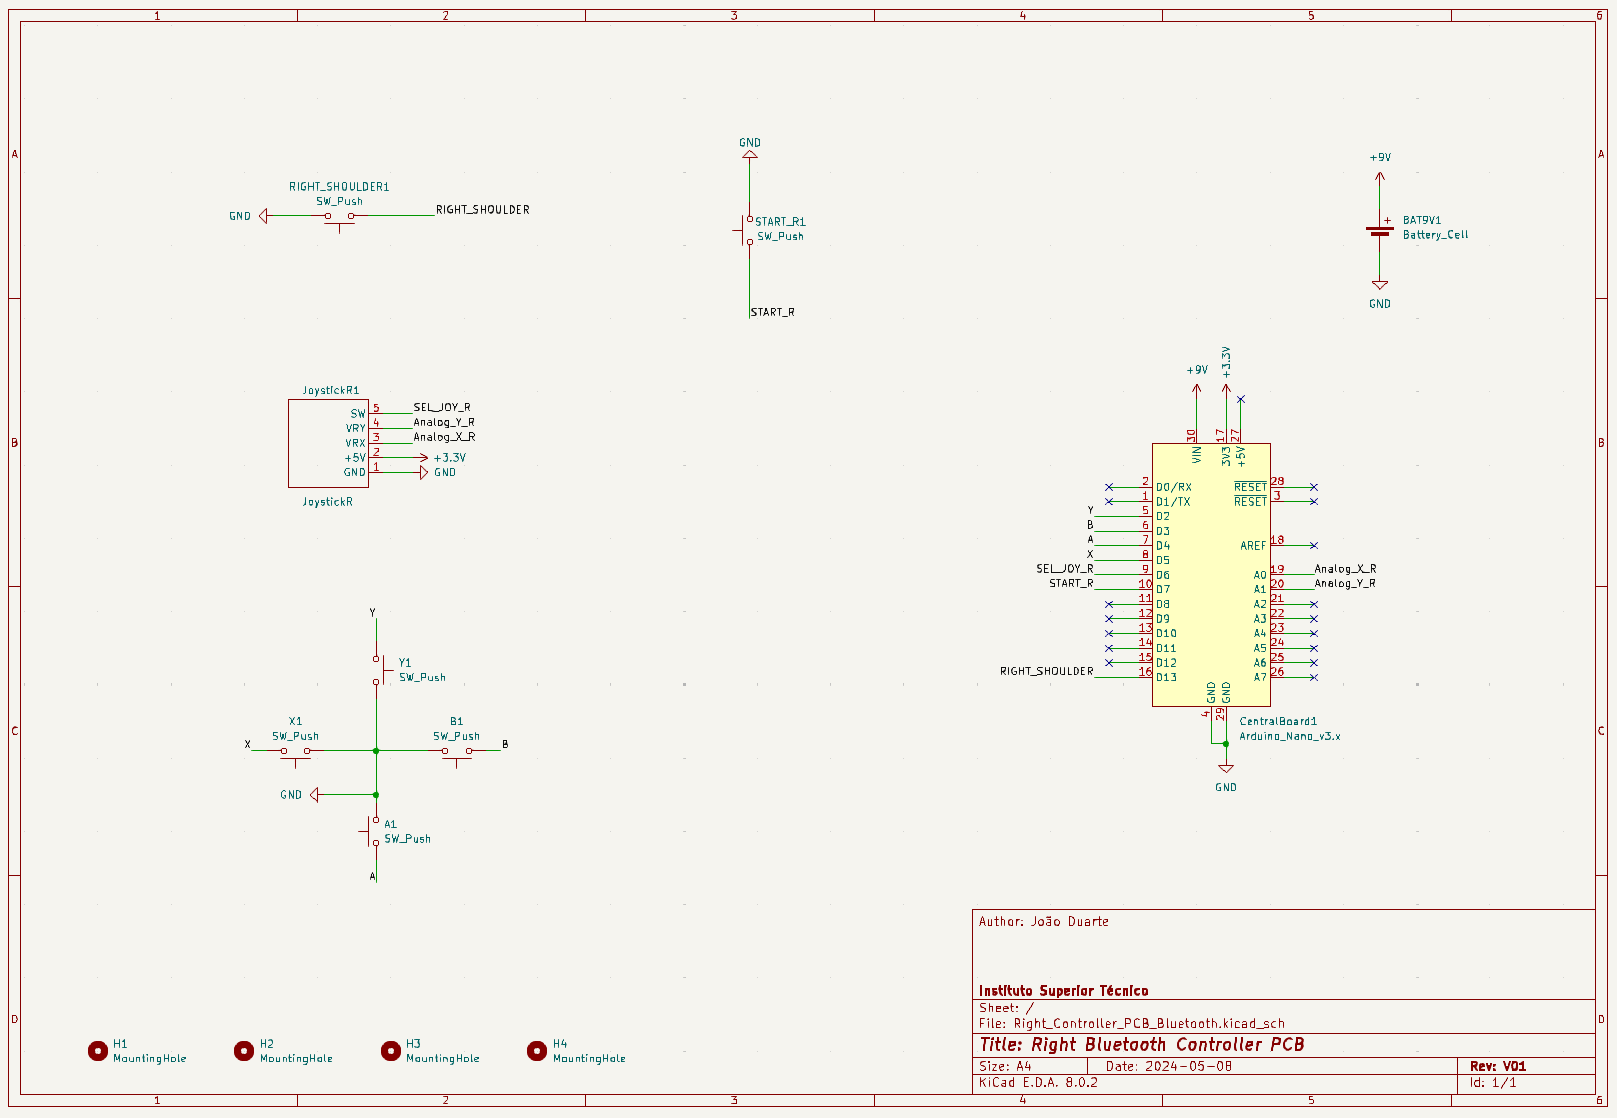 1 2 3 4 5 6
A
A
GND
+9V
RIGHT_SHOULDER1
SW_Push
GND
RIGHT_SHOULDER
START_R1
SW_Push
START_R
+
BAT9V1
Battery_Cell
GND
JoystickR1
SW 5 SEL_JOY_R
VRY 4 Analog_Y_R
VRX 3 Analog_X_R
+5V 2 +3.3V
GND 1 GND
JoystickR
B
B
+9V
+3.3V
30 17 27
VIN 3V3 +5V
2 D0/RX RESET 28
1 D1/TX RESET 3
Y 5 D2
B 6 D3
A 7 D4 AREF 18
X 8 D5
SEL_JOY_R 9 D6 A0 19 Analog_X_R
START_R 10 D7 A1 20 Analog_Y_R
11 D8 A2 21
12 D9 A3 22
13 D10 A4 23
14 D11 A5 24
15 D12 A6 25
RIGHT_SHOULDER 16 D13 A7 26
GND GND
4 29
CentralBoard1
Arduino_Nano_v3.x
GND
Y
Y1
SW_Push
C
C
X1
SW_Push
X
B1
SW_Push
B
GND
A1
SW_Push
A
Author: João Duarte
Instituto Superior Técnico
Sheet: /
File: Right_Controller_PCB_Bluetooth.kicad_sch
Title: Right Bluetooth Controller PCB
Size: A4 Date: 2024-05-08 Rev: V01
KiCad E.D.A. 8.0.2 Id: 1/1
D
D
H1
MountingHole
H2
MountingHole
H3
MountingHole
H4
MountingHole
1 2 3 4 5 6